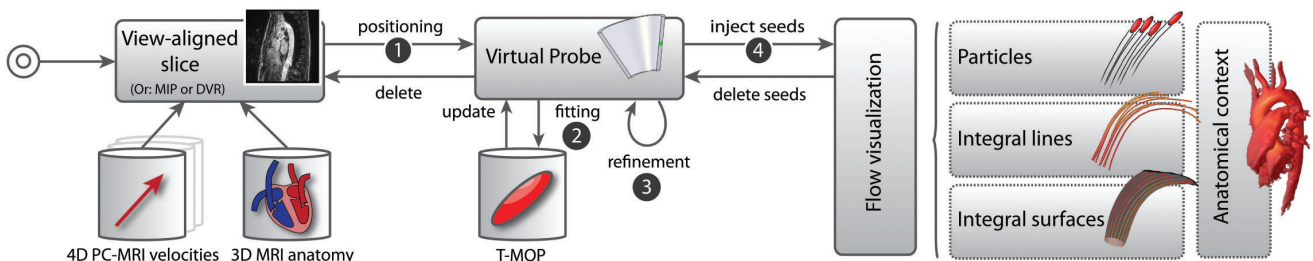 View-aligned
slice
(Or: MIP or DVR)
4D PC-MRI velocities
3D MRI anatomy
positioning
1
delete
Virtual Probe
update
fitting
2
refinement
3
T-MOP
inject seeds
4
delete seeds
Flow visualization
Particles
Integral lines
Integral surfaces
Anatomical context